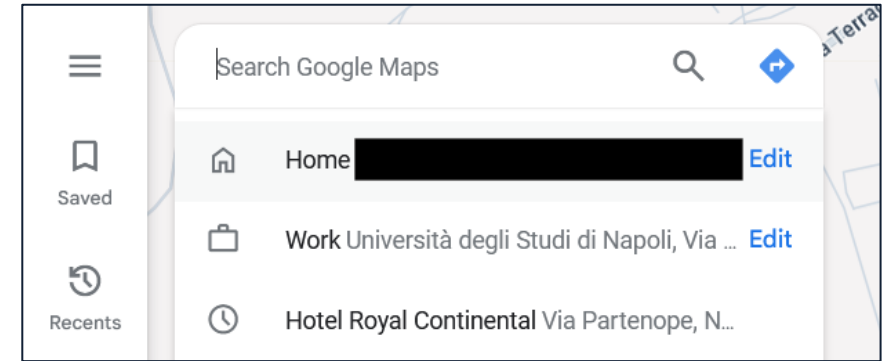 Search Google Maps
a Terra
Saved
Home Edit
Work Università degli Studi di Napoli, Via ... Edit
Recents
Hotel Royal Continental Via Partenope, N...